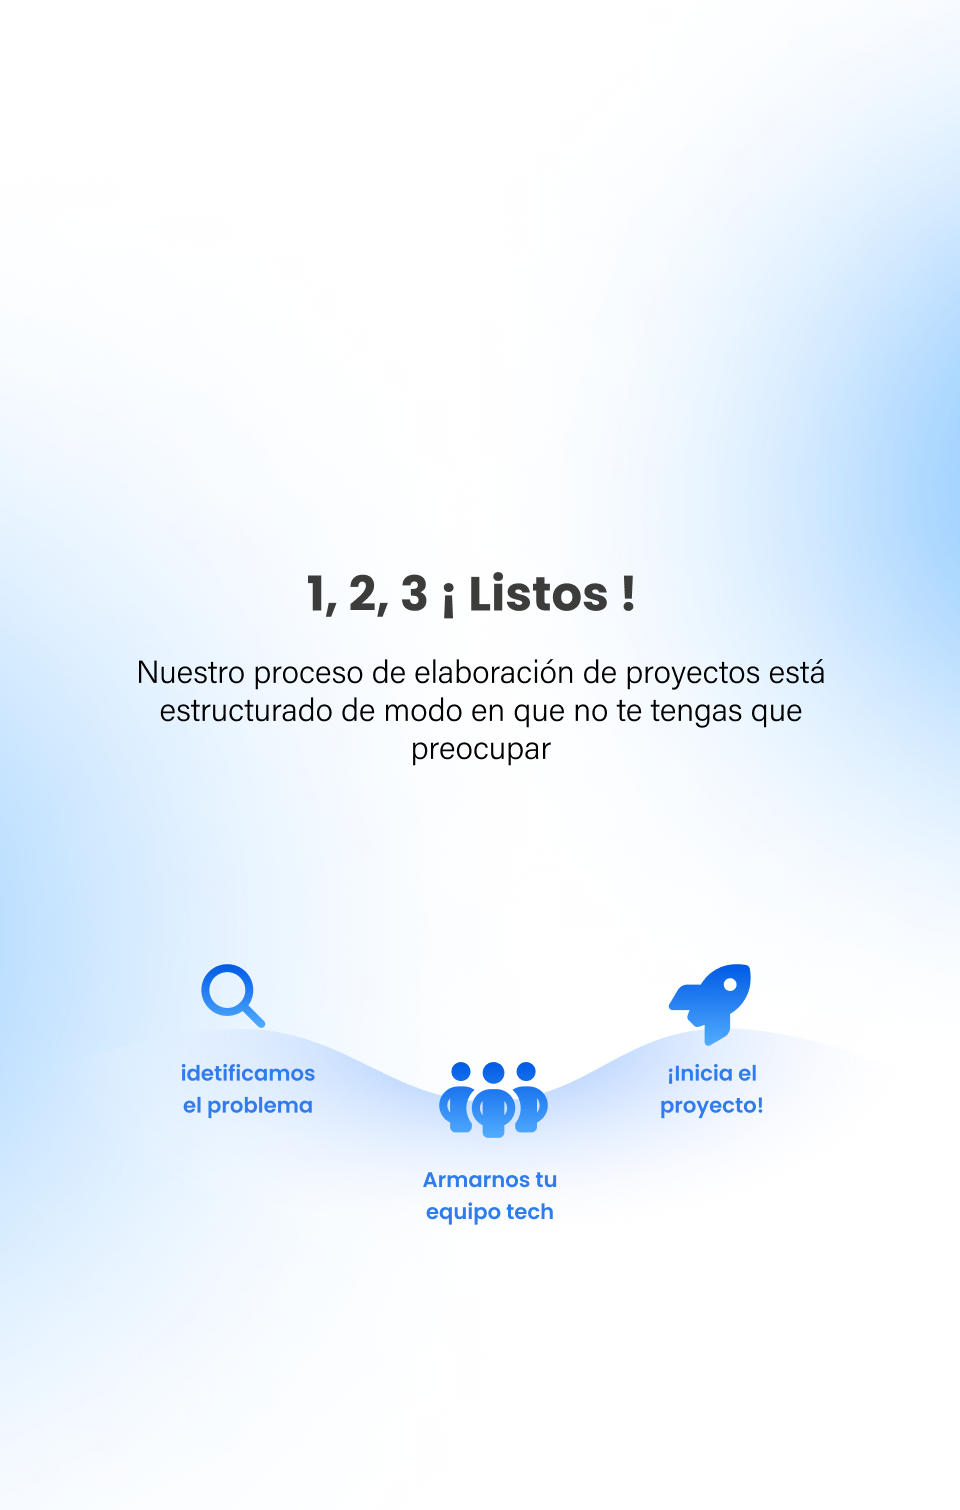 1, 2, 3 ¡ Listos !
Nuestro proceso de elaboración de proyectos está
estructurado de modo en que no te tengas que
preocupar
idetificamos
el problema
¡Inicia el
proyecto!
Armarnos tu
equipo tech